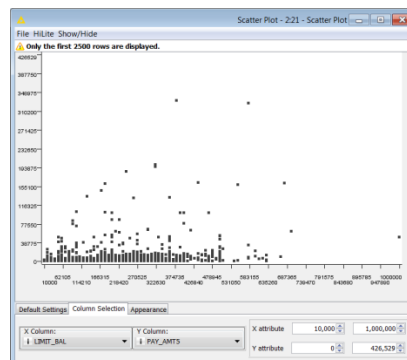 Scatter Plot - 2:21 - Scatter Plot
File HiLite Show/Hide
Only the first 2500 rows are displayed.
426529
387750
348975
310200
271425
232650
193875
155100
116325
77550
38775
0
62105 166315 270525 374735 478945 583155 687365 791575 895785 1000000
10000 114210 218420 322630 426840 531050 635260 739470 843680 947890
Default Settings Column Selection Appearance
X Column: Y Column:
I LIMIT_BAL I PAY_AMT5
X attribute 10,000 1,000,000
Y attribute 0 426,529